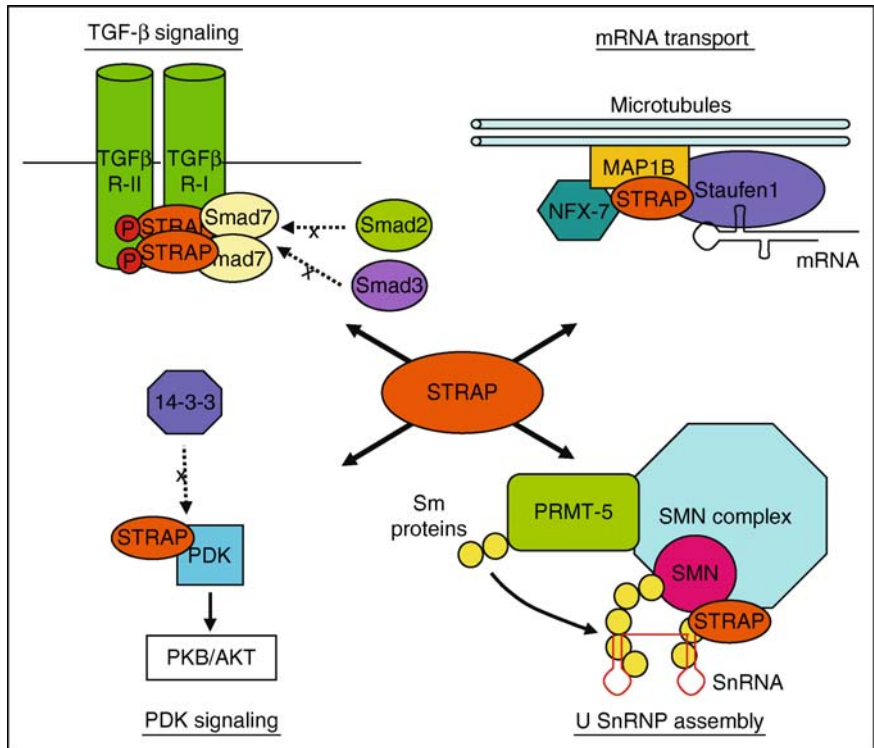 TGF-β signaling
TGFβ
R-II
TGFβ
R-I
P
STRAP
Smad7
P
STRAP
mad7
x
Smad2
x
Smad3
mRNA transport
Microtubules
MAP1B
NFX-7
STRAP
Staufen1
mRNA
STRAP
14-3-3
x
STRAP
PDK
PKB/AKT
PDK signaling
Sm
proteins
PRMT-5
SMN complex
SMN
STRAP
SnRNA
U SnRNP assembly